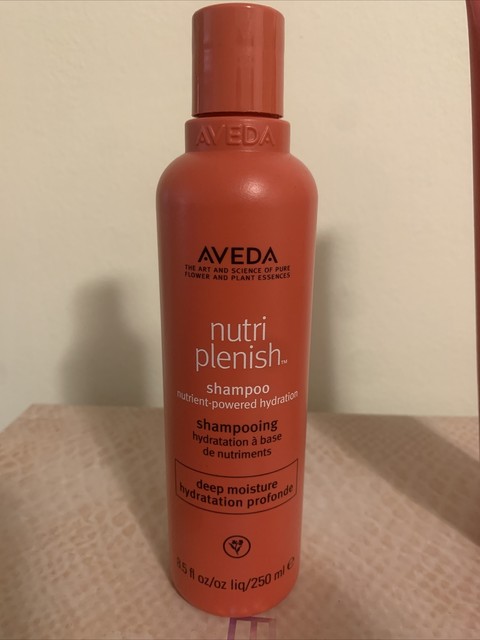 AVEDA
AVEDA
THE ART AND SCIENCE OF PURE
FLOWER AND PLANT ESSENCES
nutri
plenish™
shampoo
nutrient-powered hydration
shampooing
hydratation à base
de nutriments
deep moisture
hydratation profonde
8.5 fl oz/oz liq/250 ml ℮